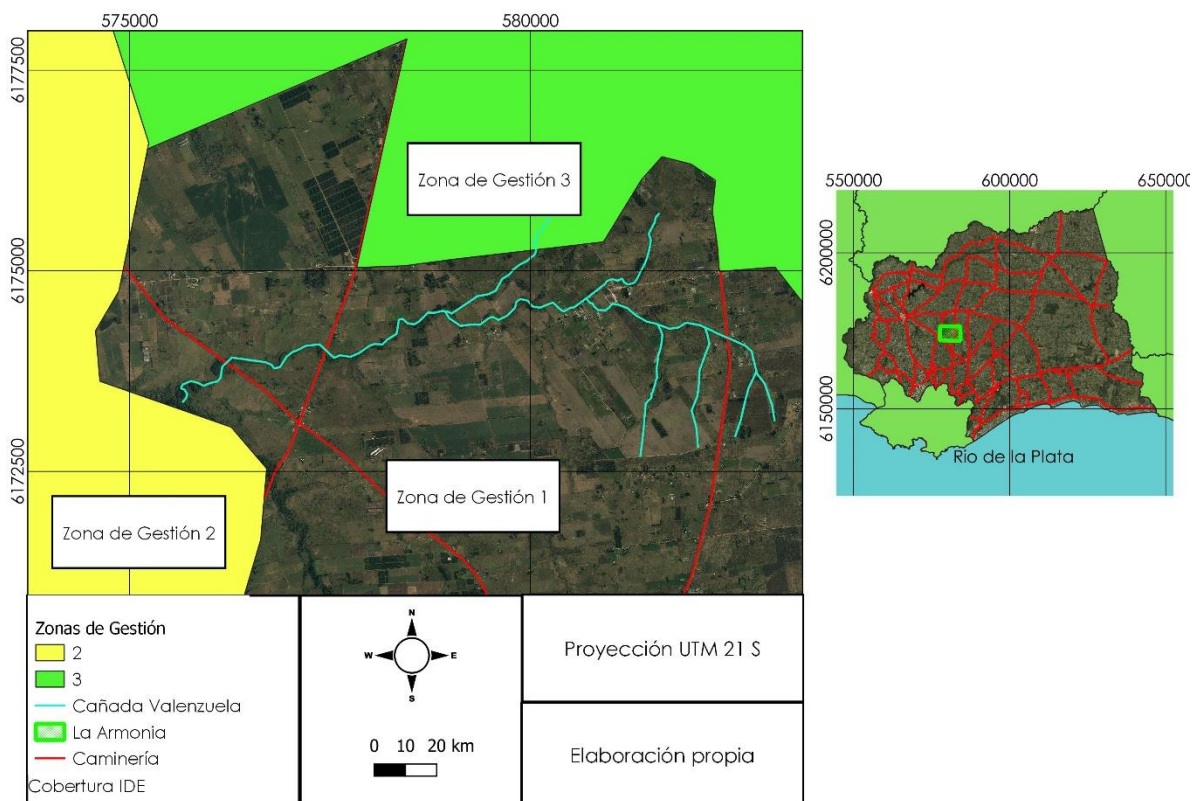 575000
580000
6177500
6175000
6172500
Zona de Gestión 3
Zona de Gestión 1
Zona de Gestión 2
550000
600000
650000
6200000
6150000
Río de la Plata
Zonas de Gestión
2
3
Cañada Valenzuela
La Armonia
Caminería
Cobertura IDE
N
W
E
S
0 10 20 km
Proyección UTM 21 S
Elaboración propia